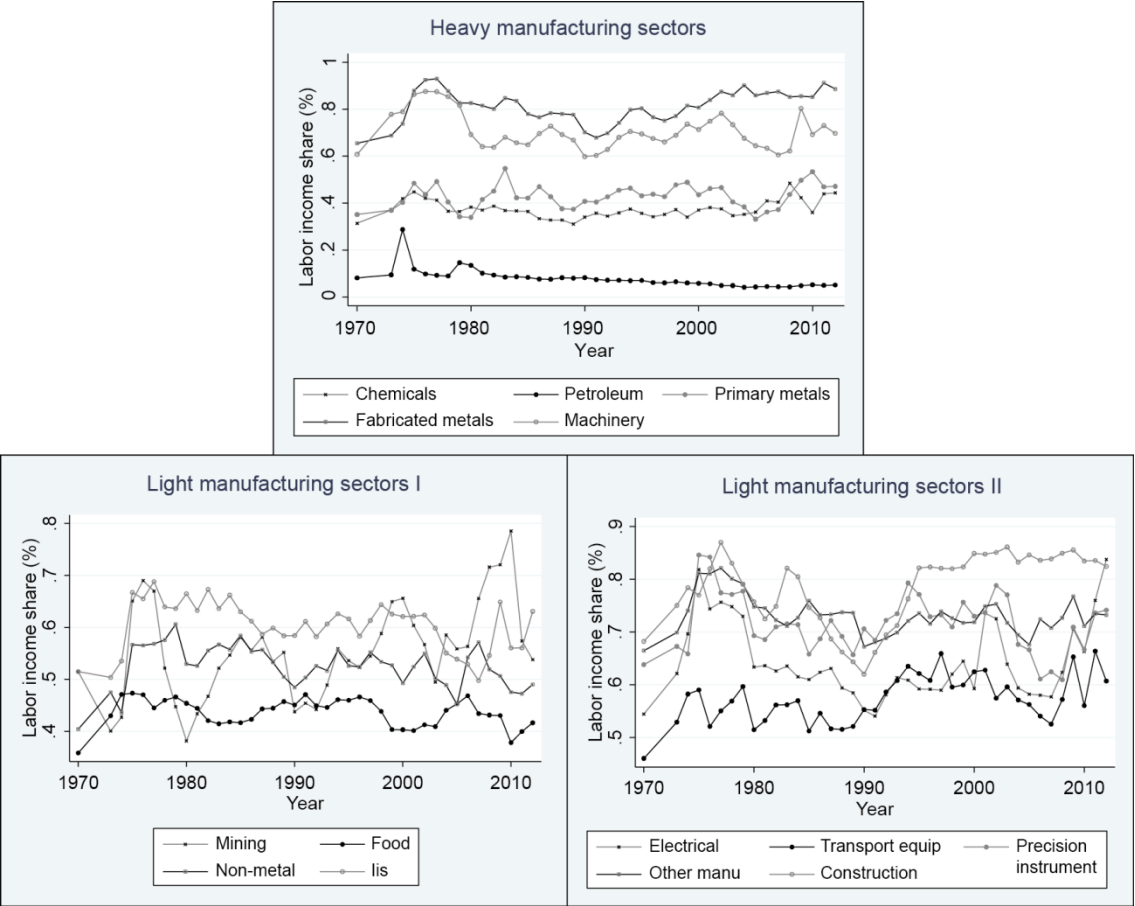 Heavy manufacturing sectors
Labor income share (%)
1
.8
.6
.4
.2
0
1970 1980 1990 2000 2010
Year
Chemicals Petroleum Primary metals
Fabricated metals Machinery
Light manufacturing sectors I
Labor income share (%)
.8
.7
.6
.5
.4
1970 1980 1990 2000 2010
Year
Mining Food
Non-metal lis
Light manufacturing sectors II
Labor income share (%)
.9
.8
.7
.6
.5
1970 1980 1990 2000 2010
Year
Electrical Transport equip Precision
instrument
Other manu Construction